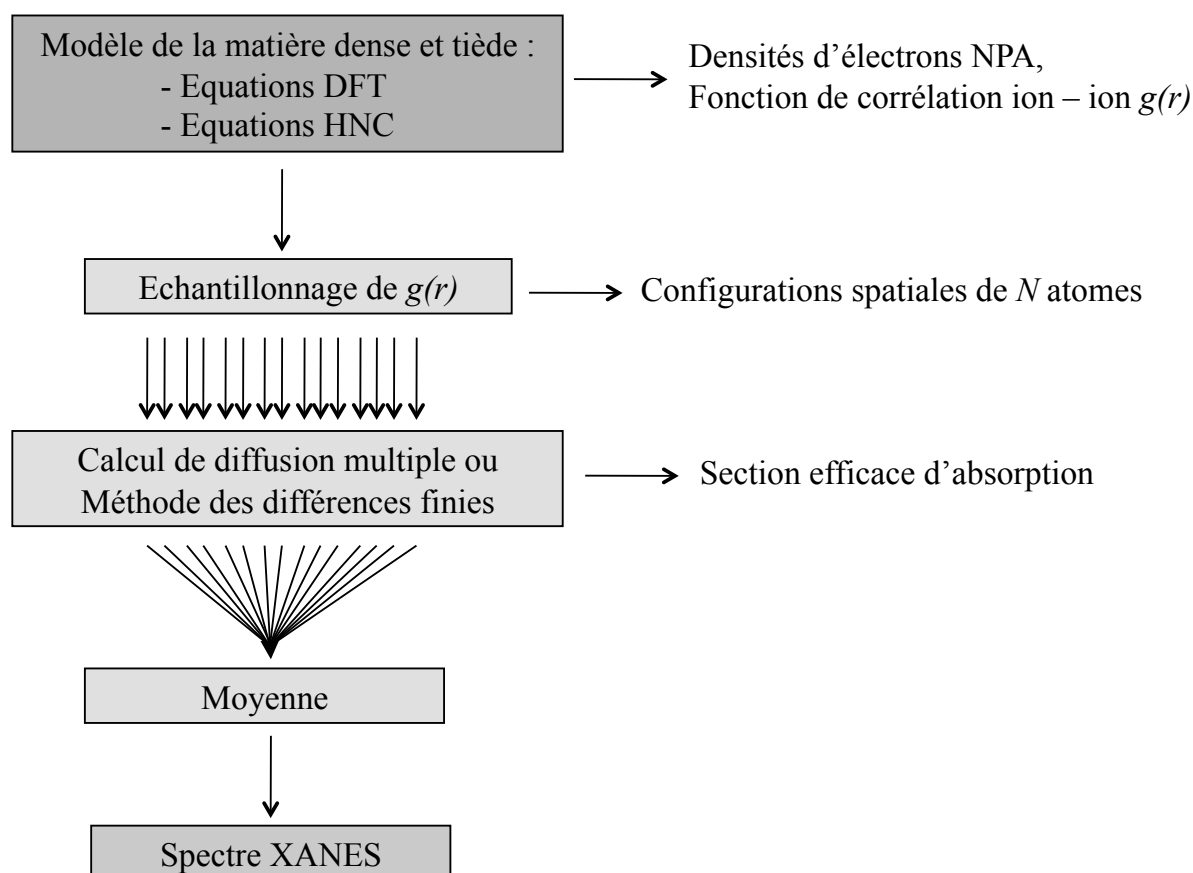 Modèle de la matière dense et tiède :
- Equations DFT
- Equations HNC
Densités d'électrons NPA,
Fonction de corrélation ion – ion g(r)
Echantillonnage de g(r)
Configurations spatiales de N atomes
Calcul de diffusion multiple ou
Méthode des différences finies
Section efficace d'absorption
Moyenne
Spectre XANES